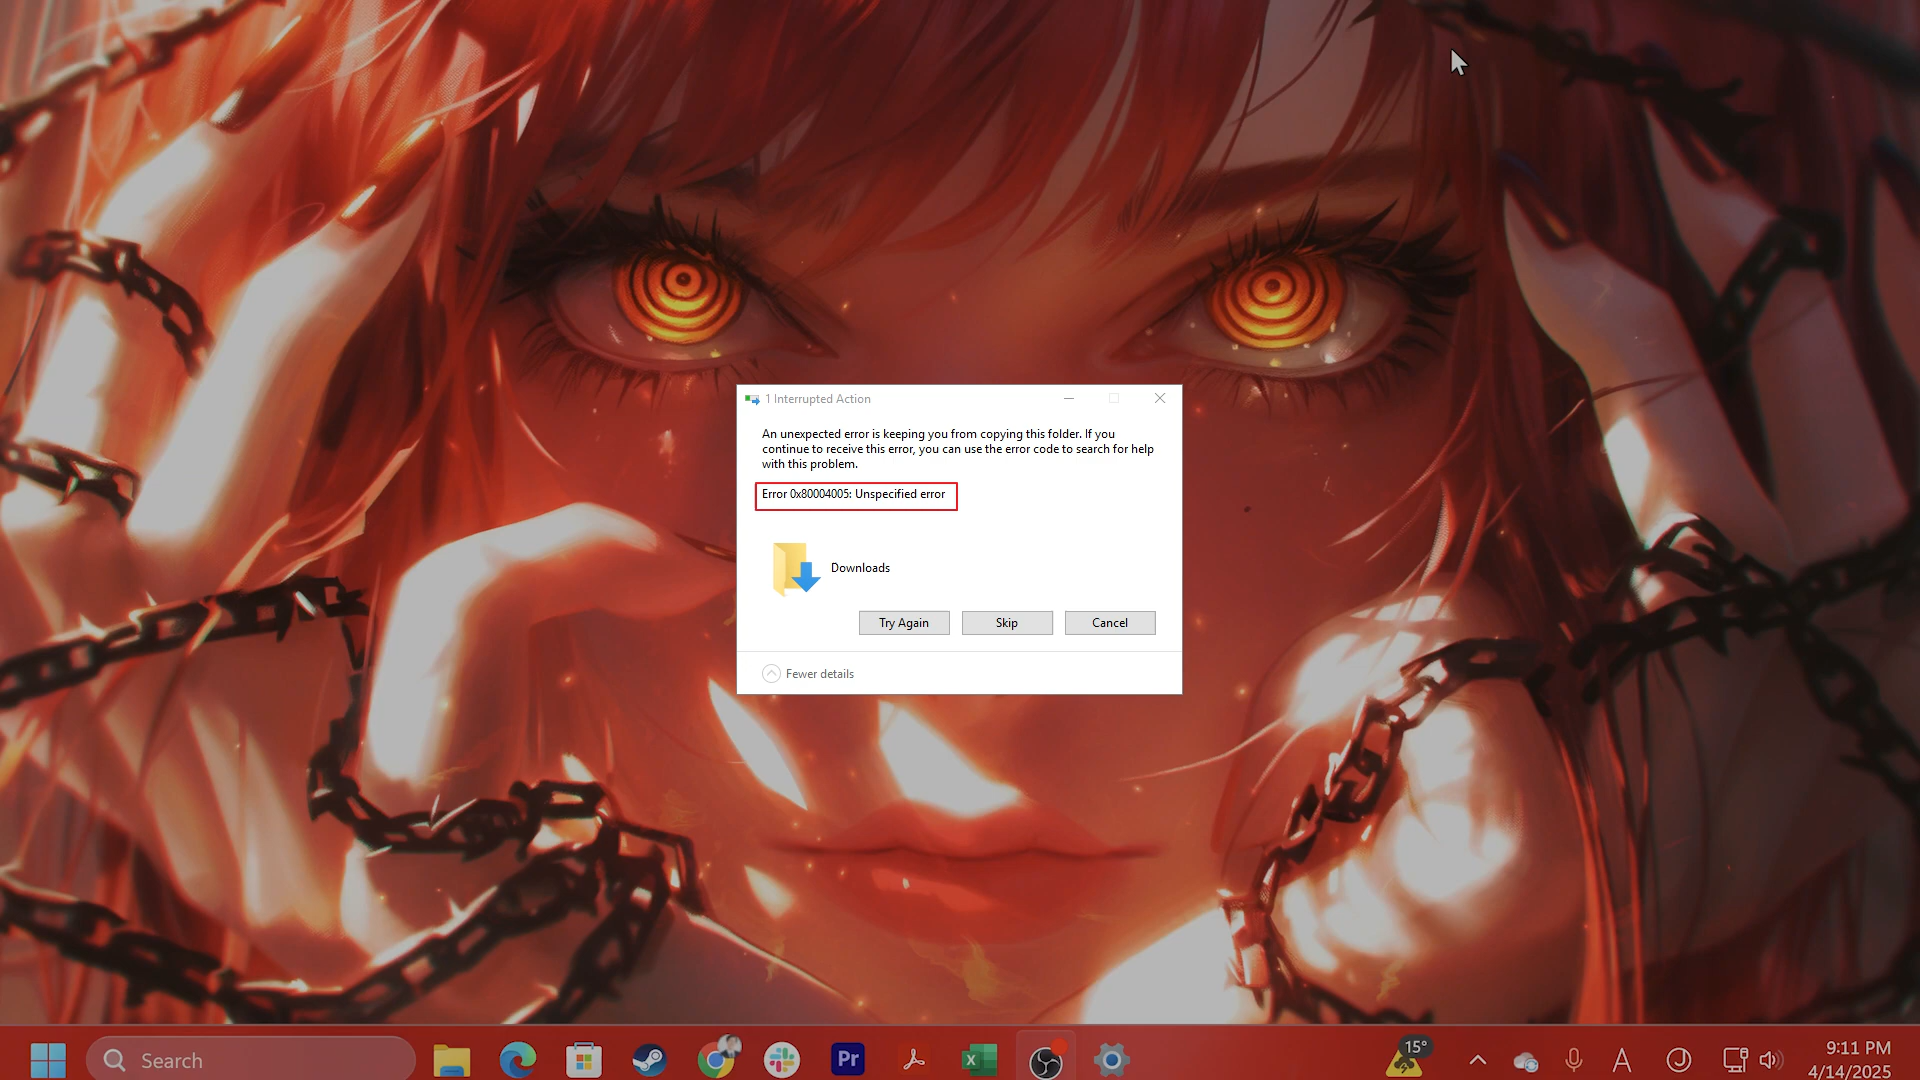 1 Interrupted Action
An unexpected error is keeping you from copying this folder. If you
continue to receive this error, you can use the error code to search for help
with this problem.
Error 0x80004005: Unspecified error
Downloads
Try Again
Skip
Cancel
Fewer details
Search
Pr
15°
A
9:11 PM
4/14/2025